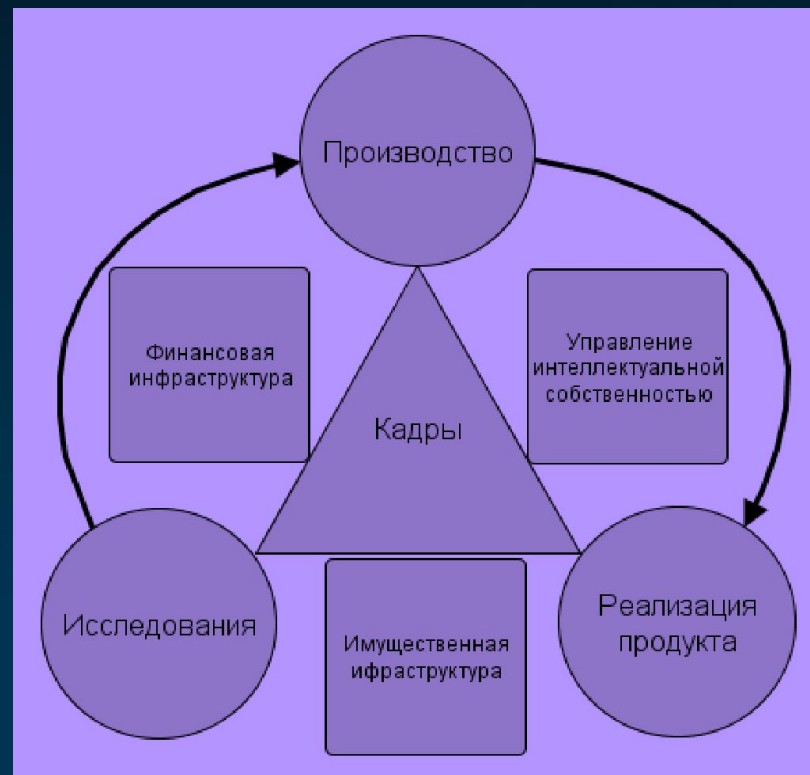 Производство
Финансовая
инфраструктура
Управление
интеллектуальной
собственностью
Кадры
Исследования
Имущественная
ифраструктура
Реализация
продукта